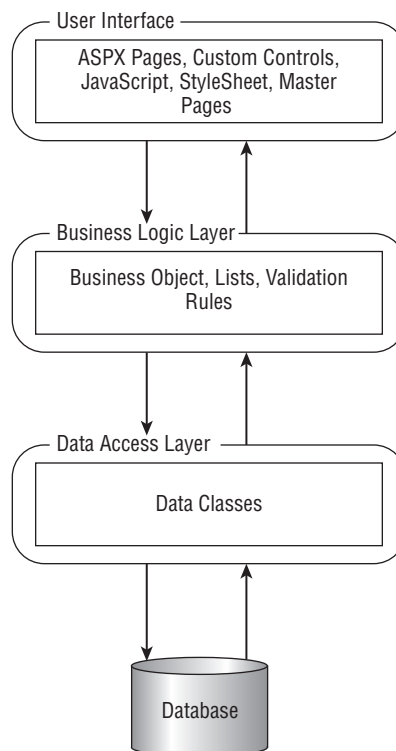 User Interface
ASPX Pages, Custom Controls,
JavaScript, StyleSheet, Master
Pages
Business Logic Layer
Business Object, Lists, Validation
Rules
Data Access Layer
Data Classes
Database